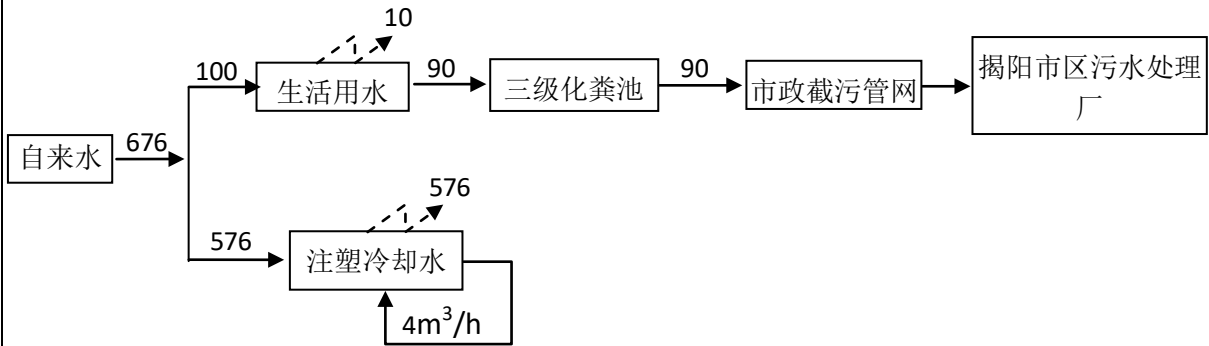 10
100
生活用水
90
三级化粪池
90
市政截污管网
揭阳市区污水处理
厂
自来水
676
576
576
注塑冷却水
4m³/h